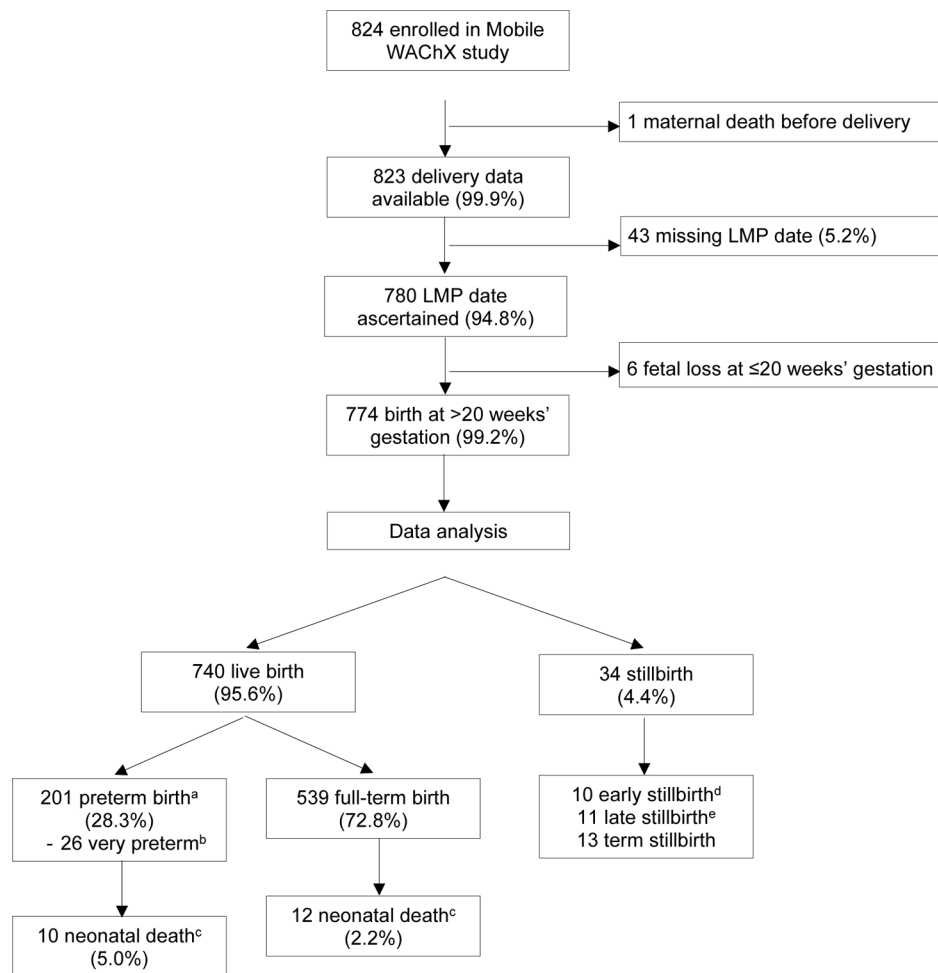 824 enrolled in Mobile
WAChX study
1 maternal death before delivery
823 delivery data
available (99.9%)
43 missing LMP date (5.2%)
780 LMP date
ascertained (94.8%)
6 fetal loss at ≤20 weeks’ gestation
774 birth at >20 weeks’
gestation (99.2%)
Data analysis
740 live birth
(95.6%)
34 stillbirth
(4.4%)
201 preterm birthᵃ
(28.3%)
- 26 very pretermᵇ
539 full-term birth
(72.8%)
10 early stillbirthᵈ
11 late stillbirthᵉ
13 term stillbirth
10 neonatal deathᶜ
(5.0%)
12 neonatal deathᶜ
(2.2%)